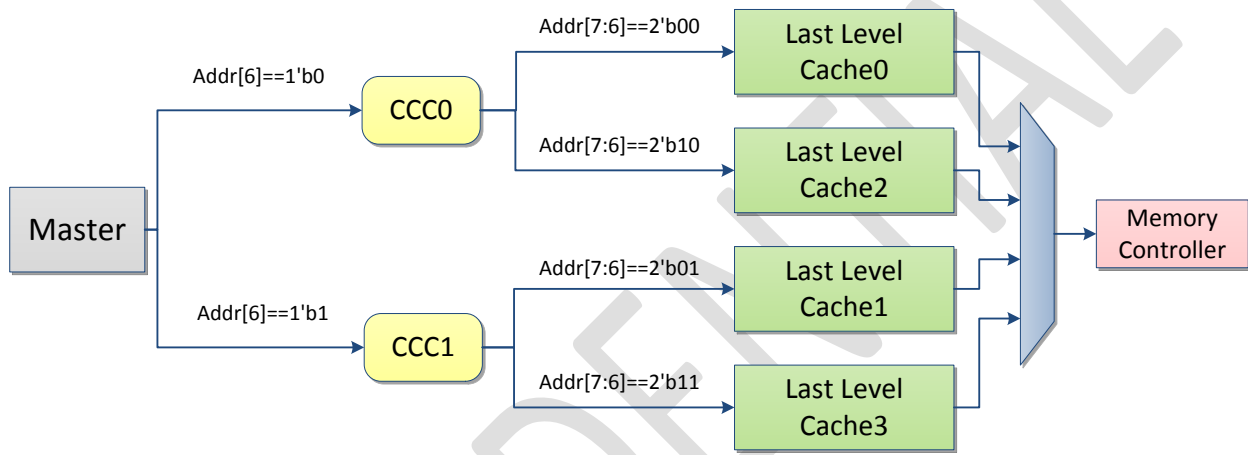 Addr[7:6]==2'b00
Last Level
Cache0
Addr[6]==1'b0
CCC0
Addr[7:6]==2'b10
Last Level
Cache2
Master
Memory
Controller
Addr[7:6]==2'b01
Last Level
Cache1
Addr[6]==1'b1
CCC1
Addr[7:6]==2'b11
Last Level
Cache3